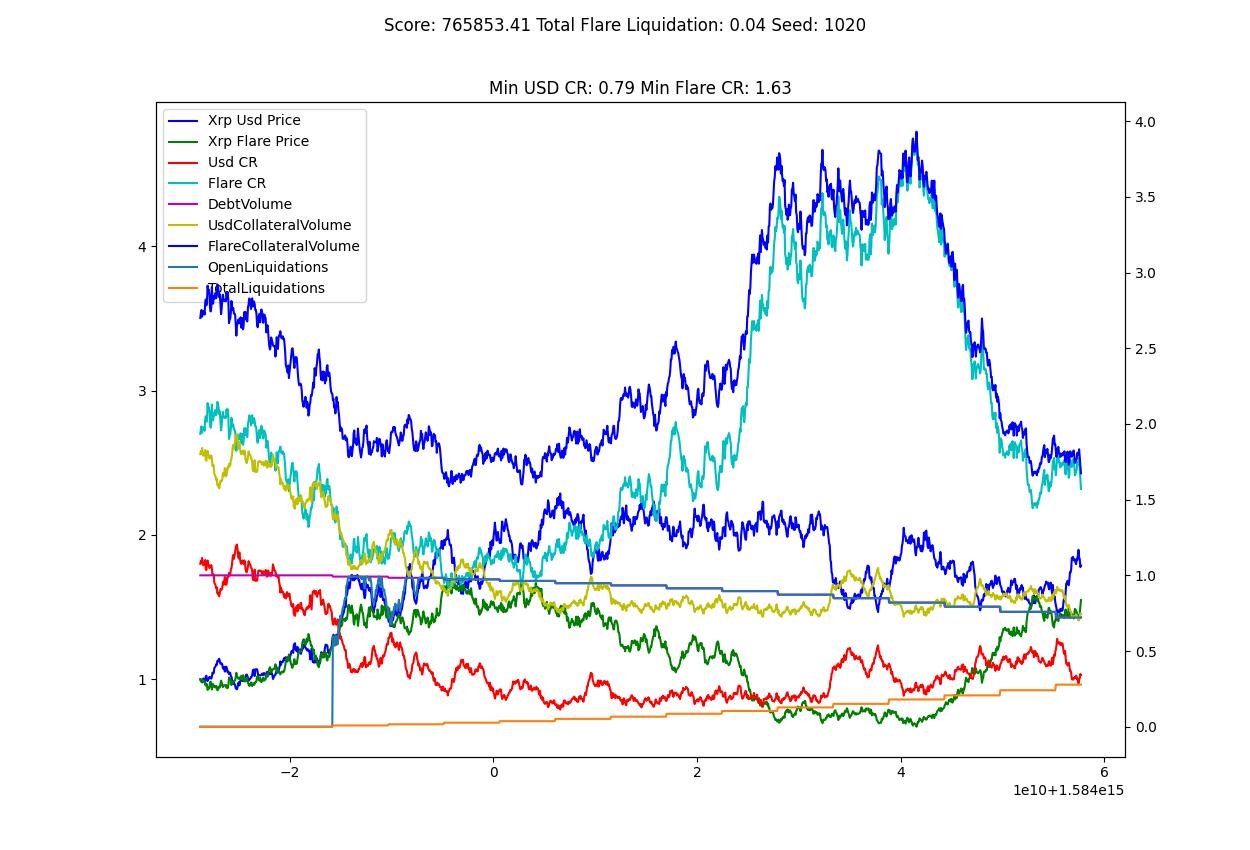 Score: 765853.41 Total Flare Liquidation: 0.04 Seed: 1020
Min USD CR: 0.79 Min Flare CR: 1.63
Xrp Usd Price
Xrp Flare Price
Usd CR
Flare CR
DebtVolume
UsdCollateralVolume
FlareCollateralVolume
OpenLiquidations
TotalLiquidations
4
3
2
1
4.0
3.5
3.0
2.5
2.0
1.5
1.0
0.5
0.0
−2 0 2 4 6
1e10+1.584e15